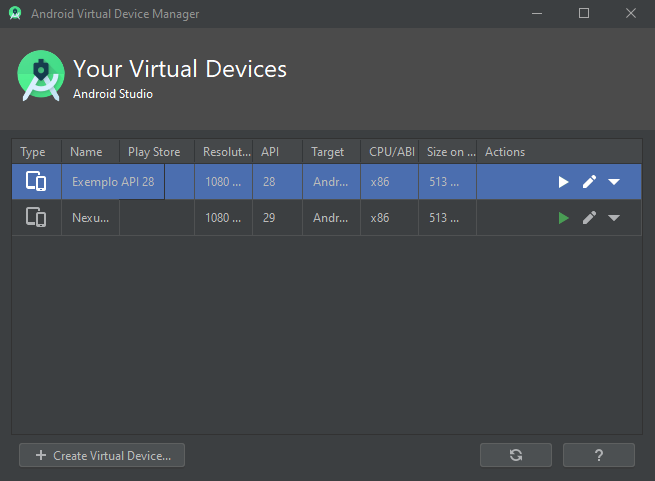 Android Virtual Device Manager
Your Virtual Devices
Android Studio
Type Name Play Store Resolut... API Target CPU/ABI Size on ... Actions
Exemplo API 28 1080 ... 28 Andr... x86 513 ...
Nexu... 1080 ... 29 Andr... x86 513 ...
+ Create Virtual Device... ?